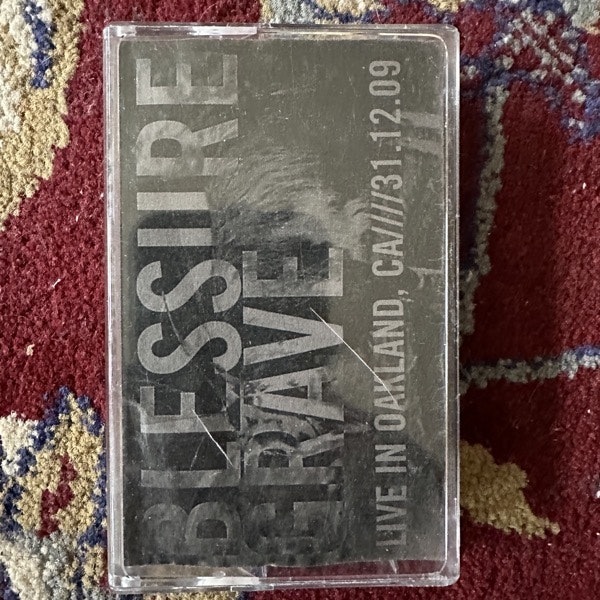 BLESSURE
GRAVE
LIVE IN OAKLAND, CA////31.12.09